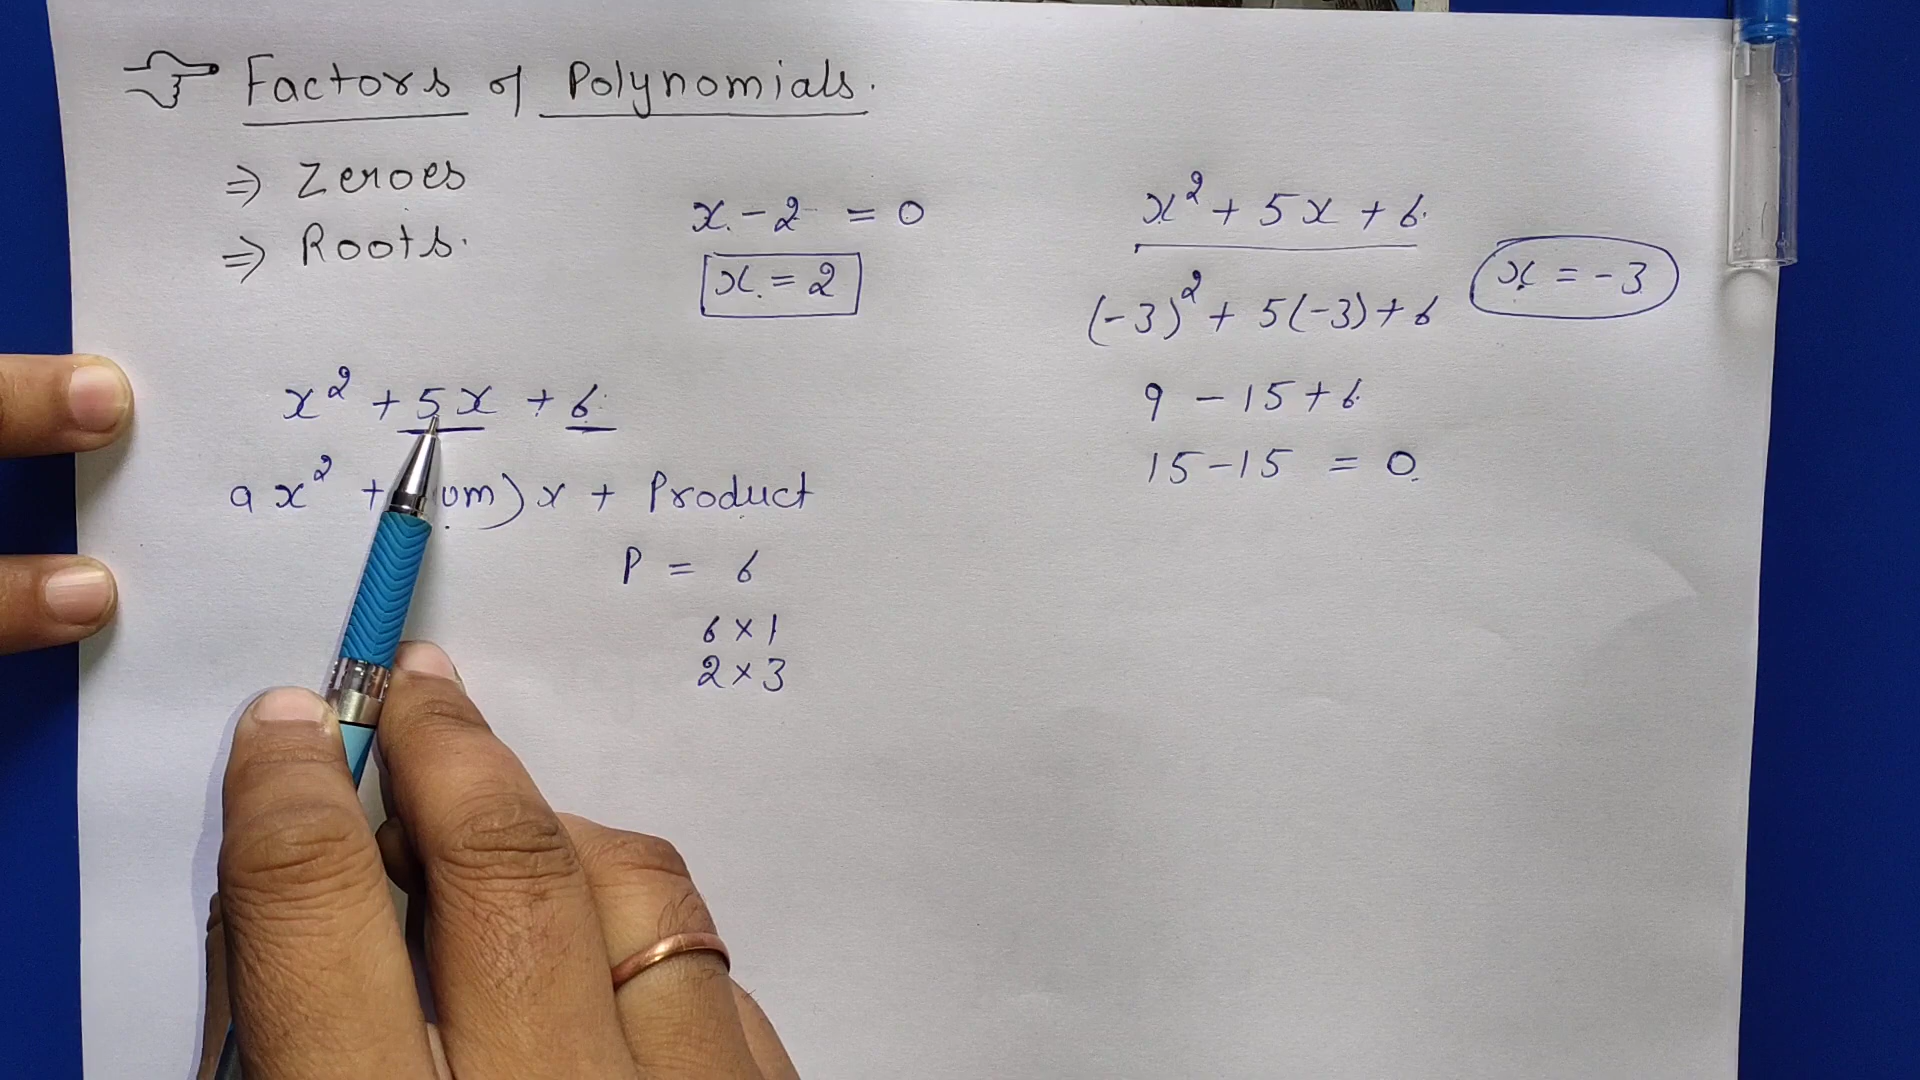 Factors of Polynomials.
⇒ Zeroes
⇒ Roots.
x - 2 = 0
x = 2
x² + 5x + 6
ax² + um) x + Product
P = 6
6 × 1
2 × 3
x² + 5x + 6
x = -3
(-3)² + 5(-3) + 6
9 - 15 + 6
15 - 15 = 0